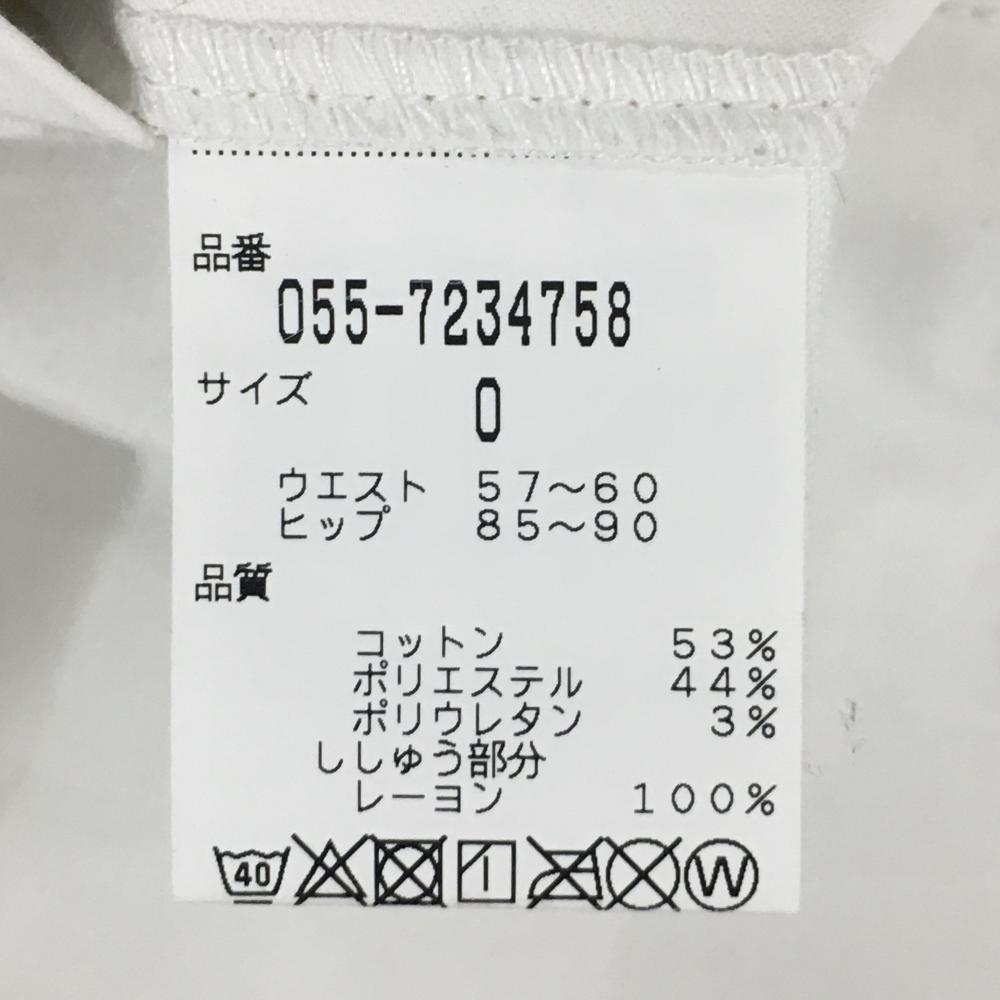 品番
055-7234758
サイズ
0
ウエスト 57～60
ヒップ 85～90
品質
コットン 53%
ポリエステル 44%
ポリウレタン 3%
ししゅう部分
レーヨン 100%
40 W